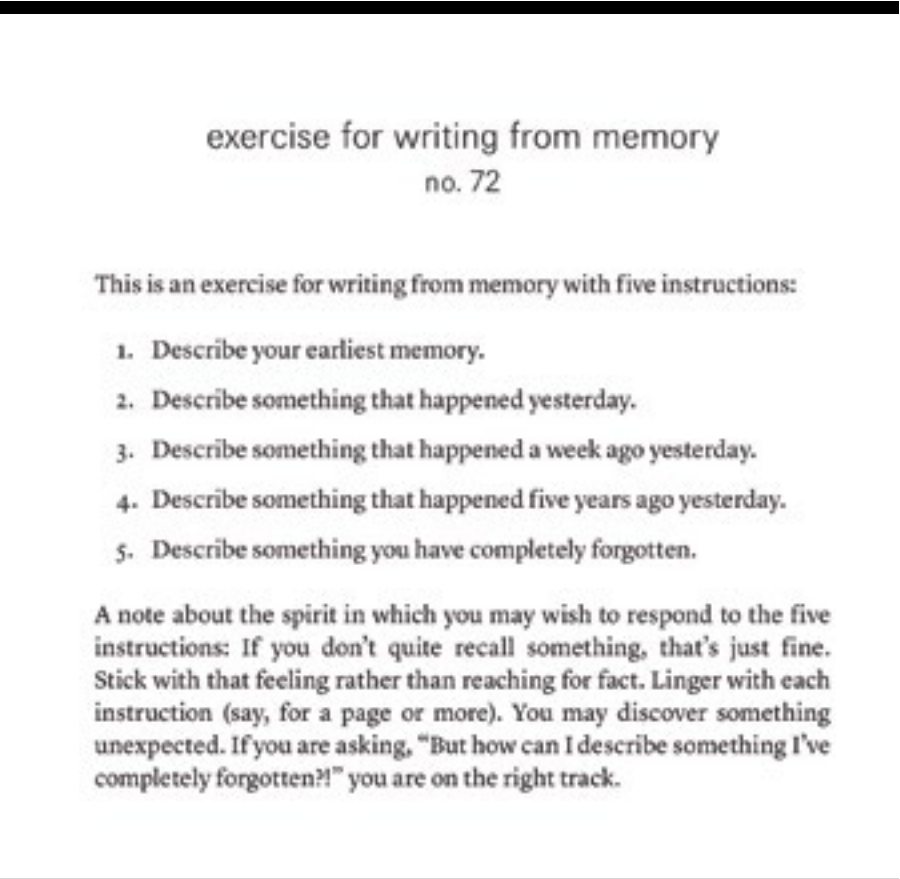 exercise for writing from memory
no. 72
This is an exercise for writing from memory with five instructions:
1. Describe your earliest memory.
2. Describe something that happened yesterday.
3. Describe something that happened a week ago yesterday.
4. Describe something that happened five years ago yesterday.
5. Describe something you have completely forgotten.
A note about the spirit in which you may wish to respond to the five
instructions: If you don't quite recall something, that's just fine.
Stick with that feeling rather than reaching for fact. Linger with each
instruction (say, for a page or more). You may discover something
unexpected. If you are asking, "But how can I describe something I've
completely forgotten?!" you are on the right track.